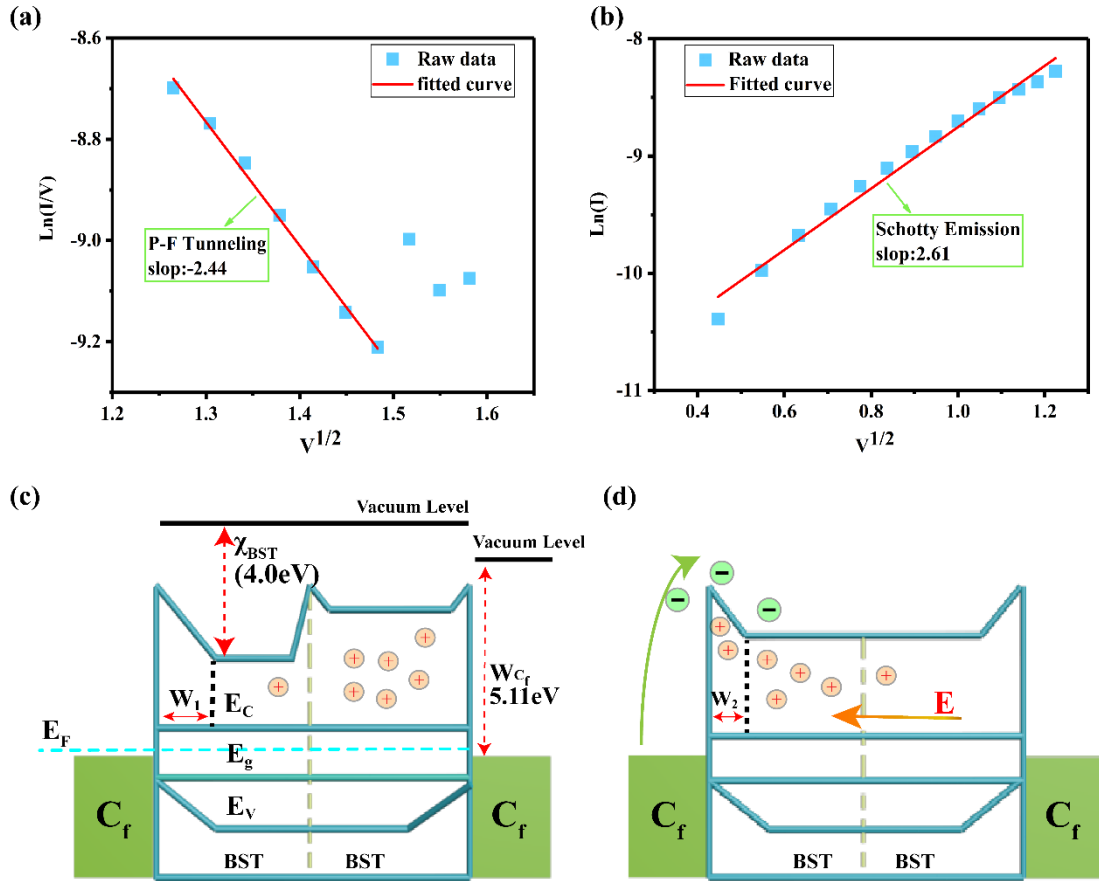 (a)
-8.6
-8.8
-9.0
-9.2
Ln(I/V)
Raw data
fitted curve
P-F Tunneling
slop:-2.44
1.2 1.3 1.4 1.5 1.6
V1/2
(b)
-8
-9
-10
-11
Ln(I)
Raw data
Fitted curve
Schotty Emission
slop:2.61
0.4 0.6 0.8 1.0 1.2
V1/2
(c)
Vacuum Level
Vacuum Level
χBST
(4.0eV)
+ + + + + + + +
WCf
5.11eV
W1
EC
EF
Eg
EV
Cf Cf
BST BST
(d)
− − −
+ + + + + + +
W2
E
Cf Cf
BST BST